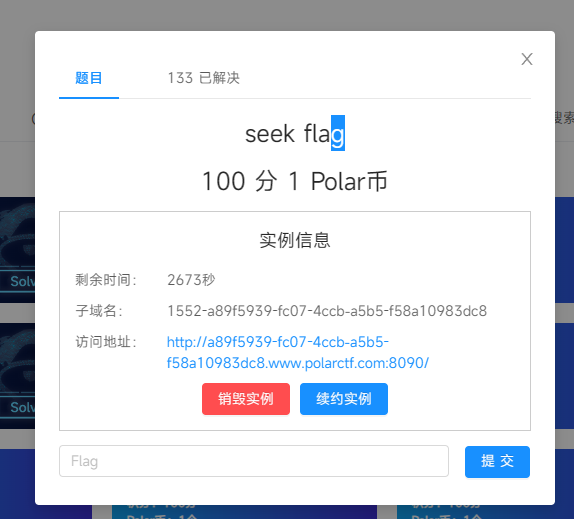 题目
133 已解决
搜索
seek flag
100 分 1 Polar币
实例信息
剩余时间：
2673秒
Solv
子域名：
1552-a89f5939-fc07-4ccb-a5b5-f58a10983dc8
访问地址：
http://a89f5939-fc07-4ccb-a5b5-
f58a10983dc8.www.polarctf.com:8090/
销毁实例
续约实例
Solv
Flag
提 交